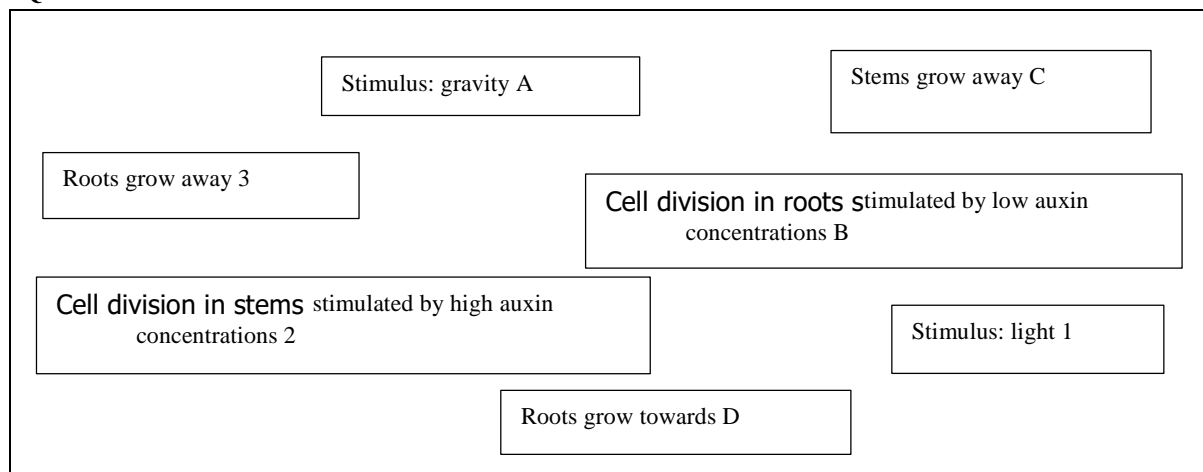 Stimulus: gravity A
Stems grow away C
Roots grow away 3
Cell division in roots stimulated by low auxin
concentrations B
Cell division in stems stimulated by high auxin
concentrations 2
Stimulus: light 1
Roots grow towards D